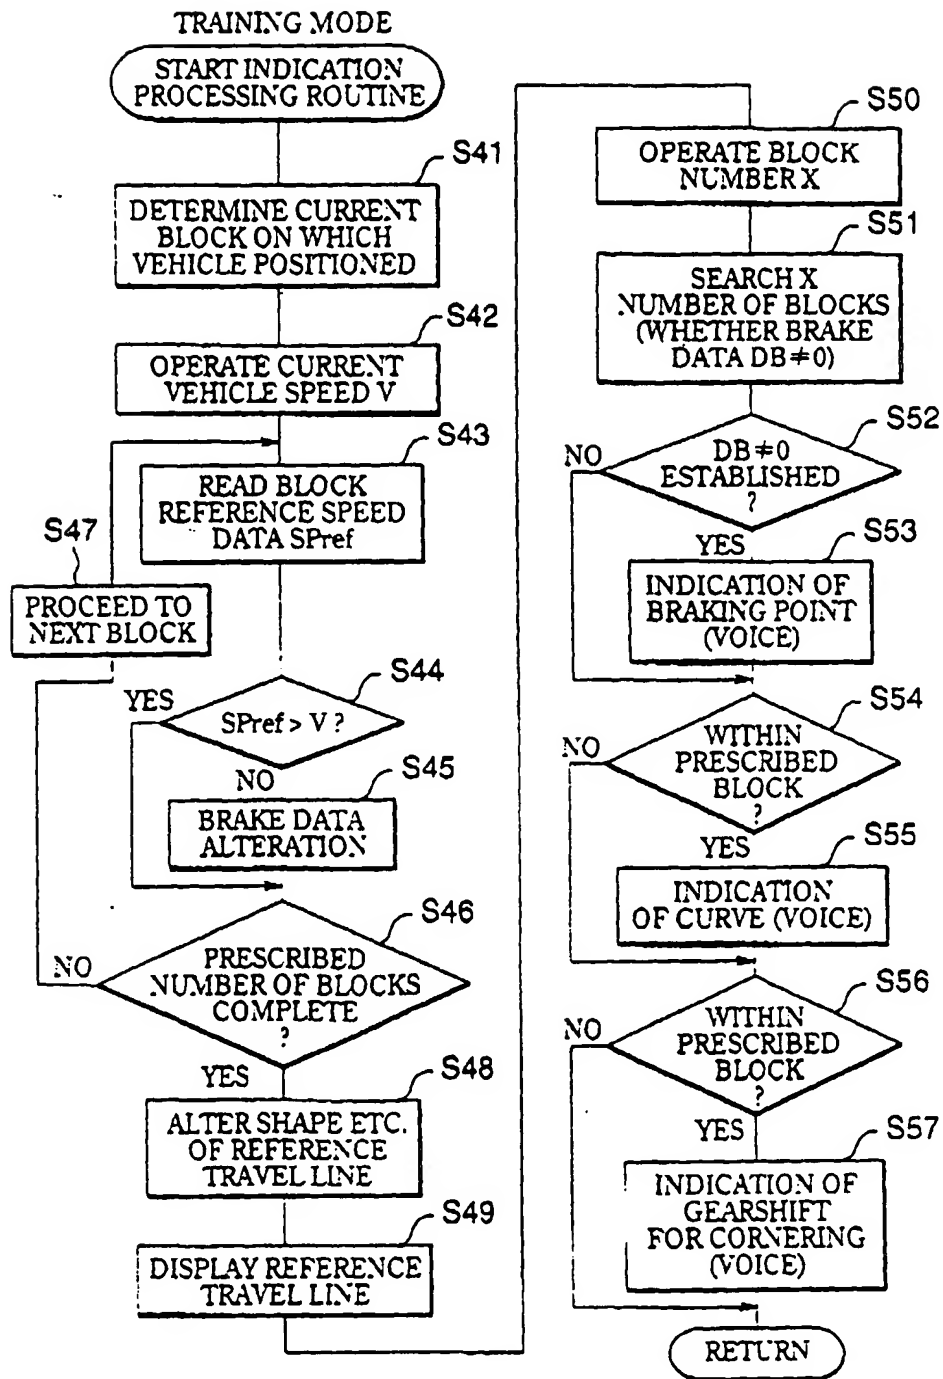 TRAINING MODE
START INDICATION
PROCESSING ROUTINE
S41
DETERMINE CURRENT
BLOCK ON WHICH
VEHICLE POSITIONED
S42
OPERATE CURRENT
VEHICLE SPEED V
S43
READ BLOCK
REFERENCE SPEED
DATA SPref
S47
PROCEED TO
NEXT BLOCK
S44
YES
SPref > V ?
NO
S45
BRAKE DATA
ALTERATION
S46
NO
PRESCRIBED
NUMBER OF BLOCKS
COMPLETE
?
YES
S48
ALTER SHAPE ETC.
OF REFERENCE
TRAVEL LINE
S49
DISPLAY REFERENCE
TRAVEL LINE
S50
OPERATE BLOCK
NUMBER X
S51
SEARCH X
NUMBER OF BLOCKS
(WHETHER BRAKE
DATA DB≠0)
S52
NO
DB≠0
ESTABLISHED
?
YES
S53
INDICATION OF
BRAKING POINT
(VOICE)
S54
NO
WITHIN
PRESCRIBED
BLOCK
?
YES
S55
INDICATION
OF CURVE (VOICE)
S56
NO
WITHIN
PRESCRIBED
BLOCK
?
YES
S57
INDICATION OF
GEARSHIFT
FOR CORNERING
(VOICE)
RETURN